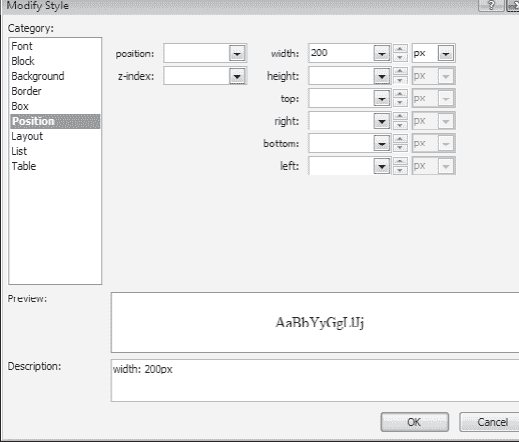 Modify Style
?
Category:
Font
Block
Background
Border
Box
Position
Layout
List
Table
position:
z-index:
width: 200 px
height: px
top: px
right: px
bottom: px
left: px
Preview:
AaBbYyGgLlJj
Description:
width: 200px
OK Cancel